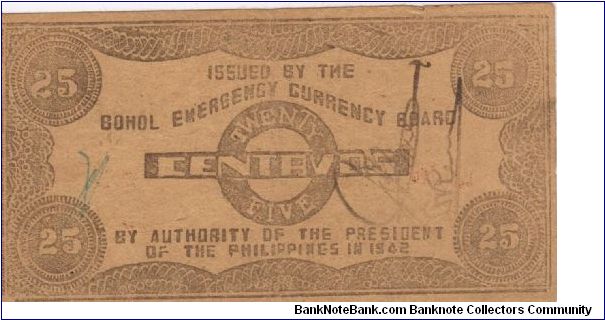 25 25
ISSUED BY THE
BOHOL EMERGENCY CURRENCY BOARD
TWENTY
CENTAVOS
FIVE
25 25
BY AUTHORITY OF THE PRESIDENT
OF THE PHILIPPINES IN 1942
BankNoteBank.com Banknote Collectors Community